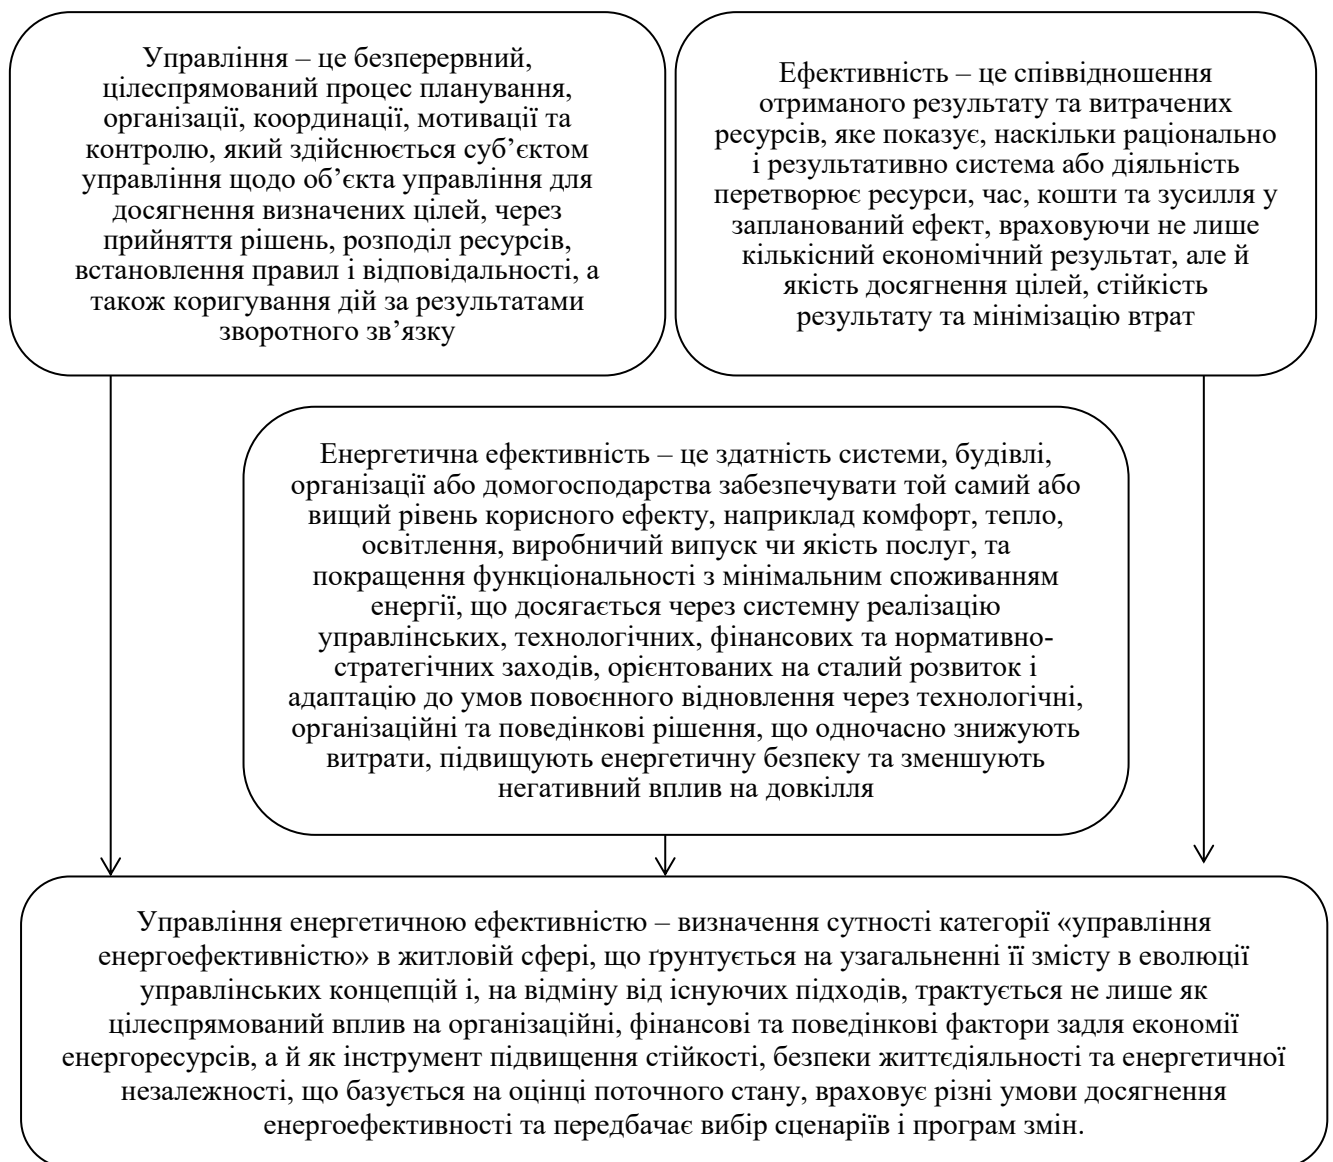 Управління – це безперервний,
цілеспрямований процес планування,
організації, координації, мотивації та
контролю, який здійснюється суб’єктом
управління щодо об’єкта управління для
досягнення визначених цілей, через
прийняття рішень, розподіл ресурсів,
встановлення правил і відповідальності, а
також коригування дій за результатами
зворотного зв’язку
Ефективність – це співвідношення
отриманого результату та витрачених
ресурсів, яке показує, наскільки раціонально
і результативно система або діяльність
перетворює ресурси, час, кошти та зусилля у
запланований ефект, враховуючи не лише
кількісний економічний результат, але й
якість досягнення цілей, стійкість
результату та мінімізацію втрат
Енергетична ефективність – це здатність системи, будівлі,
організації або домогосподарства забезпечувати той самий або
вищий рівень корисного ефекту, наприклад комфорт, тепло,
освітлення, виробничий випуск чи якість послуг, та
покращення функціональності з мінімальним споживанням
енергії, що досягається через системну реалізацію
управлінських, технологічних, фінансових та нормативно-
стратегічних заходів, орієнтованих на сталий розвиток і
адаптацію до умов повоєнного відновлення через технологічні,
організаційні та поведінкові рішення, що одночасно знижують
витрати, підвищують енергетичну безпеку та зменшують
негативний вплив на довкілля
Управління енергетичною ефективністю – визначення сутності категорії «управління
енергоефективністю» в житловій сфері, що ґрунтується на узагальненні її змісту в еволюції
управлінських концепцій і, на відміну від існуючих підходів, трактується не лише як
цілеспрямований вплив на організаційні, фінансові та поведінкові фактори задля економії
енергоресурсів, а й як інструмент підвищення стійкості, безпеки життєдіяльності та енергетичної
незалежності, що базується на оцінці поточного стану, враховує різні умови досягнення
енергоефективності та передбачає вибір сценаріїв і програм змін.